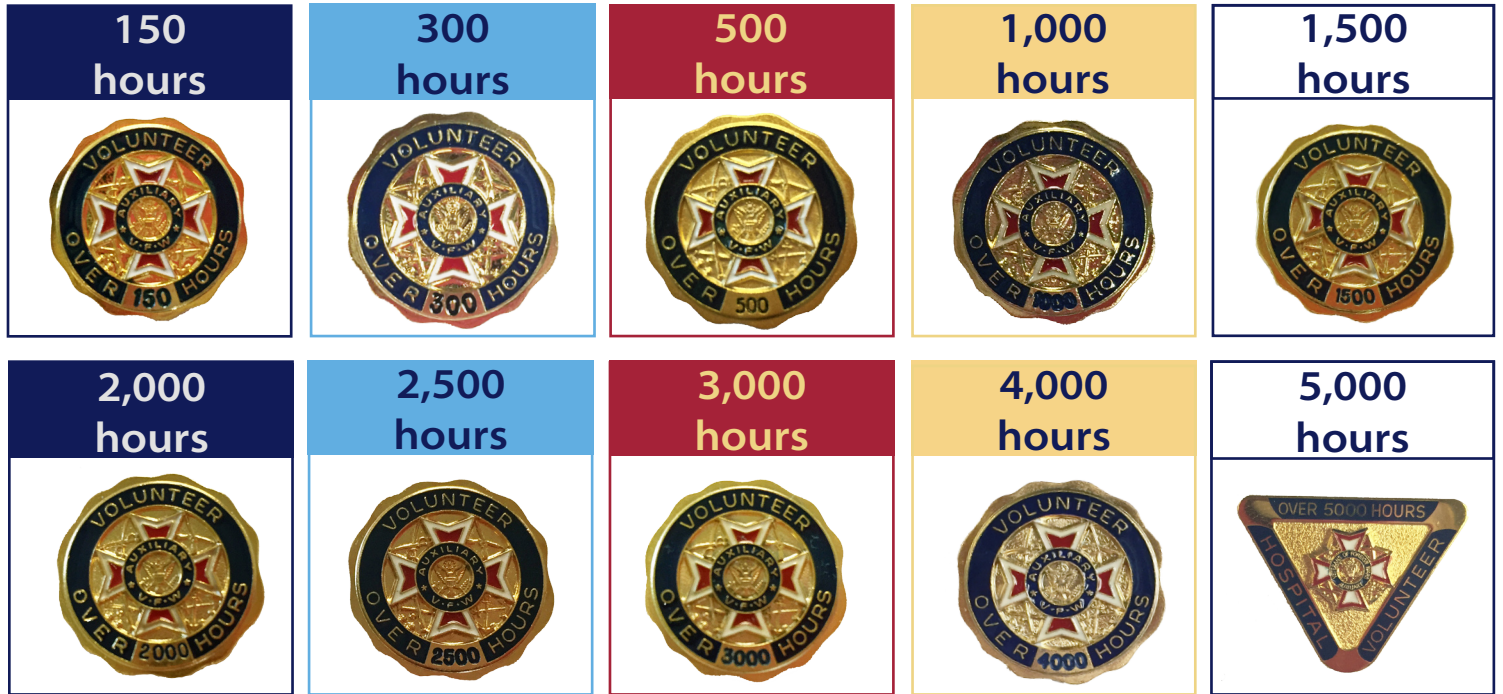 150
hours
300
hours
500
hours
1,000
hours
1,500
hours
VOLUNTEER
AUXILIARY
V·F·W
OVER 150 HOURS
VOLUNTEER
AUXILIARY
V·F·W
OVER 300 HOURS
VOLUNTEER
AUXILIARY
V·F·W
OVER 500 HOURS
VOLUNTEER
AUXILIARY
V·F·W
OVER 1000 HOURS
VOLUNTEER
AUXILIARY
V·F·W
OVER 1500 HOURS
2,000
hours
2,500
hours
3,000
hours
4,000
hours
5,000
hours
VOLUNTEER
AUXILIARY
V·F·W
OVER 2000 HOURS
VOLUNTEER
AUXILIARY
V·F·W
OVER 2500 HOURS
VOLUNTEER
AUXILIARY
V·F·W
OVER 3000 HOURS
VOLUNTEER
AUXILIARY
V·F·W
OVER 4000 HOURS
OVER 5000 HOURS
HOSPITAL
VOLUNTEER